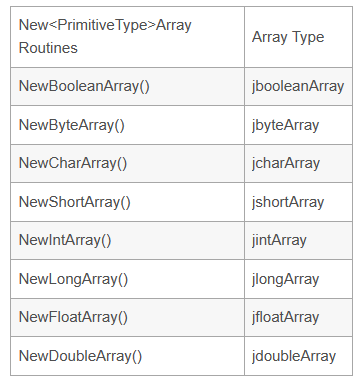 New<PrimitiveType>Array
Routines
Array Type
NewBooleanArray() jbooleanArray
NewByteArray() jbyteArray
NewCharArray() jcharArray
NewShortArray() jshortArray
NewIntArray() jintArray
NewLongArray() jlongArray
NewFloatArray() jfloatArray
NewDoubleArray() jdoubleArray